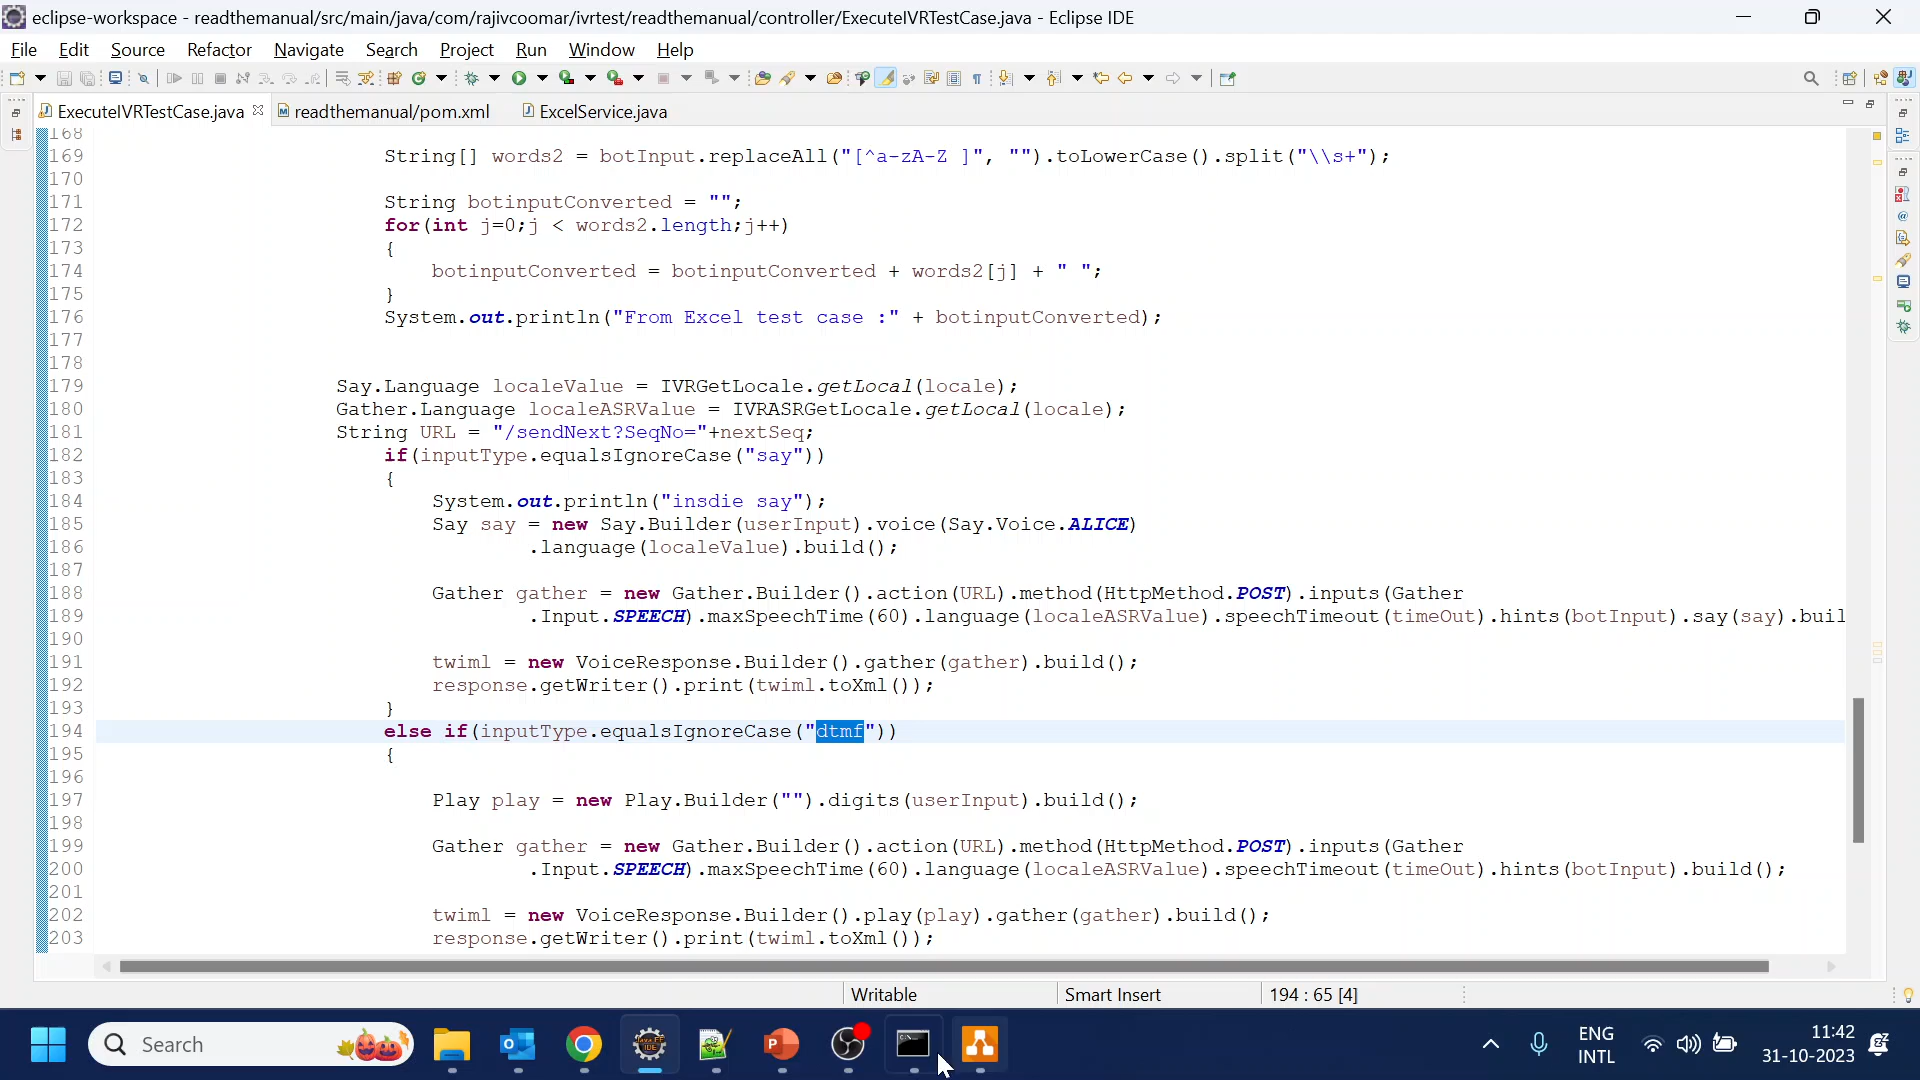 eclipse-workspace - readthemanual/src/main/java/com/rajivcoomar/ivrtest/readthemanual/controller/ExecuteIVRTestCase.java - Eclipse IDE
File Edit Source Refactor Navigate Search Project Run Window Help
ExecuteIVRTestCase.java readthemanual/pom.xml ExcelService.java
168
169 String[] words2 = botInput.replaceAll("[^a-zA-Z ]", "").toLowerCase().split("\\s+");
170
171 String botinputConverted = "";
172 for(int j=0;j < words2.length;j++)
173 {
174 botinputConverted = botinputConverted + words2[j] + " ";
175 }
176 System.out.println("From Excel test case :" + botinputConverted);
177
178
179 Say.Language localeValue = IVRGetLocale.getLocal(locale);
180 Gather.Language localeASRValue = IVRASRGetLocale.getLocal(locale);
181 String URL = "/sendNext?SeqNo="+nextSeq;
182 if(inputType.equalsIgnoreCase("say"))
183 {
184 System.out.println("insdie say");
185 Say say = new Say.Builder(userInput).voice(Say.Voice.ALICE)
186 .language(localeValue).build();
187
188 Gather gather = new Gather.Builder().action(URL).method(HttpMethod.POST).inputs(Gather
189 .Input.SPEECH).maxSpeechTime(60).language(localeASRValue).speechTimeout(timeOut).hints(botInput).say(say).buil
190
191 twiml = new VoiceResponse.Builder().gather(gather).build();
192 response.getWriter().print(twiml.toXml());
193 }
194 else if(inputType.equalsIgnoreCase("dtmf"))
195 {
196
197 Play play = new Play.Builder("").digits(userInput).build();
198
199 Gather gather = new Gather.Builder().action(URL).method(HttpMethod.POST).inputs(Gather
200 .Input.SPEECH).maxSpeechTime(60).language(localeASRValue).speechTimeout(timeOut).hints(botInput).build();
201
202 twiml = new VoiceResponse.Builder().play(play).gather(gather).build();
203 response.getWriter().print(twiml.toXml());
Writable Smart Insert 194 : 65 [4]
Search
ENG
INTL
11:42
31-10-2023